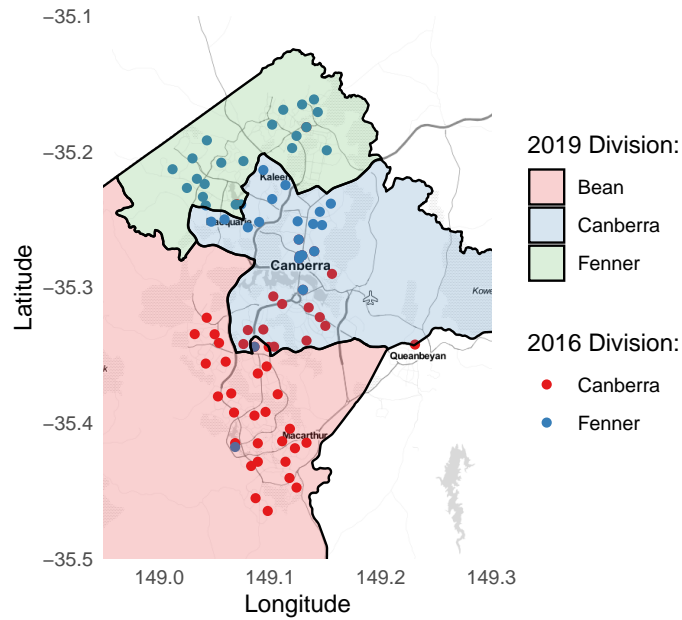 −35.1
−35.2
−35.3
−35.4
−35.5
Latitude
149.0
149.1
149.2
149.3
Longitude
Kaleen
Canberra
Kowe
Queanbeyan
Macarthur
k
2019 Division:
Bean
Canberra
Fenner
2016 Division:
Canberra
Fenner